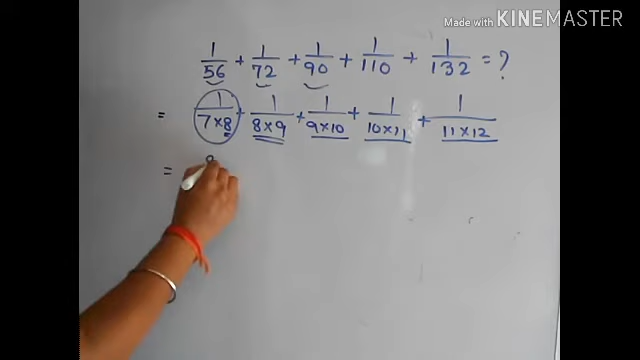 Made with KINEMASTER
1/56 + 1/72 + 1/90 + 1/110 + 1/132 = ?
= 1/7×8 + 1/8×9 + 1/9×10 + 1/10×11 + 1/11×12
=